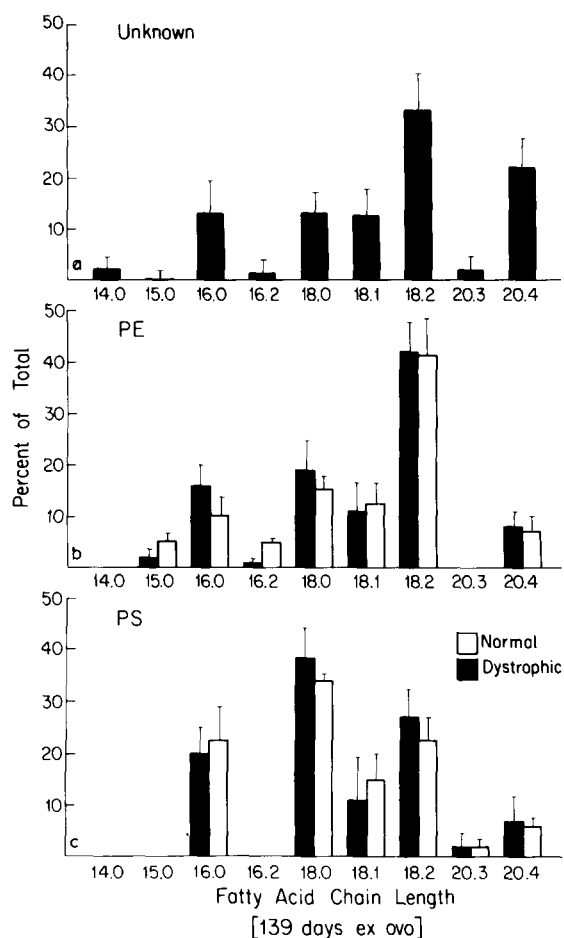 Unknown
50
40
30
20
10
a
14.0 15.0 16.0 16.2 18.0 18.1 18.2 20.3 20.4
PE
50
40
30
20
10
b
14.0 15.0 16.0 16.2 18.0 18.1 18.2 20.3 20.4
Percent of Total
PS
50
40
30
20
10
c
Normal
Dystrophic
14.0 15.0 16.0 16.2 18.0 18.1 18.2 20.3 20.4
Fatty Acid Chain Length
[139 days ex ovo]